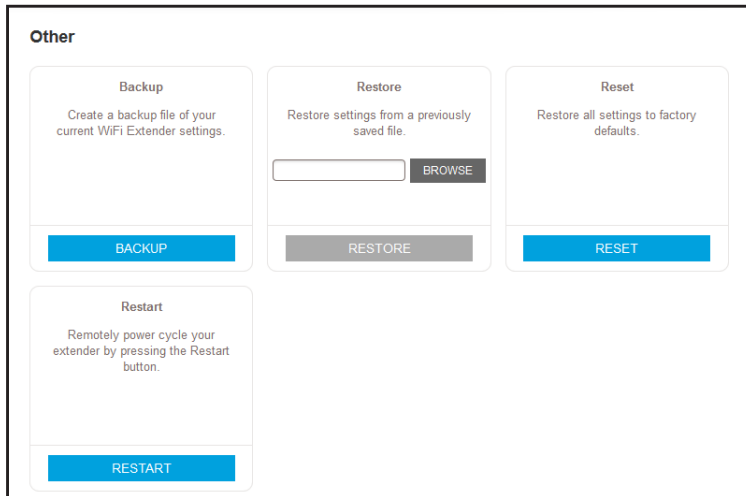 Other
Backup
Create a backup file of your
current WiFi Extender settings.
BACKUP
Restore
Restore settings from a previously
saved file.
BROWSE
RESTORE
Reset
Restore all settings to factory
defaults.
RESET
Restart
Remotely power cycle your
extender by pressing the Restart
button.
RESTART